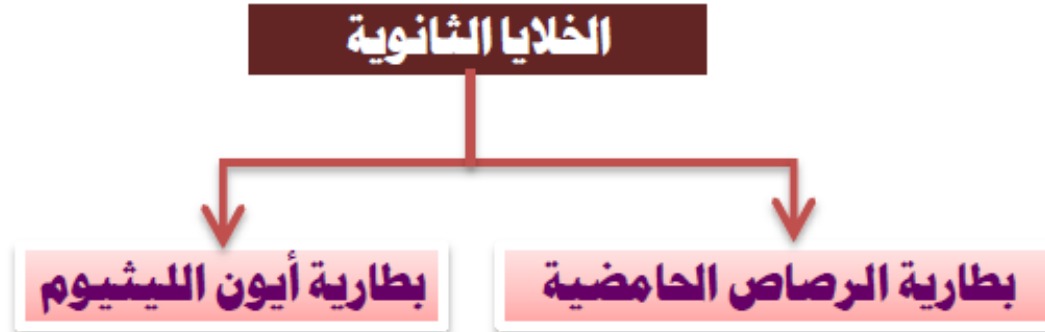 الخلايا الثانوية
بطارية الرصاص الحامضية
بطارية أيون الليثيوم